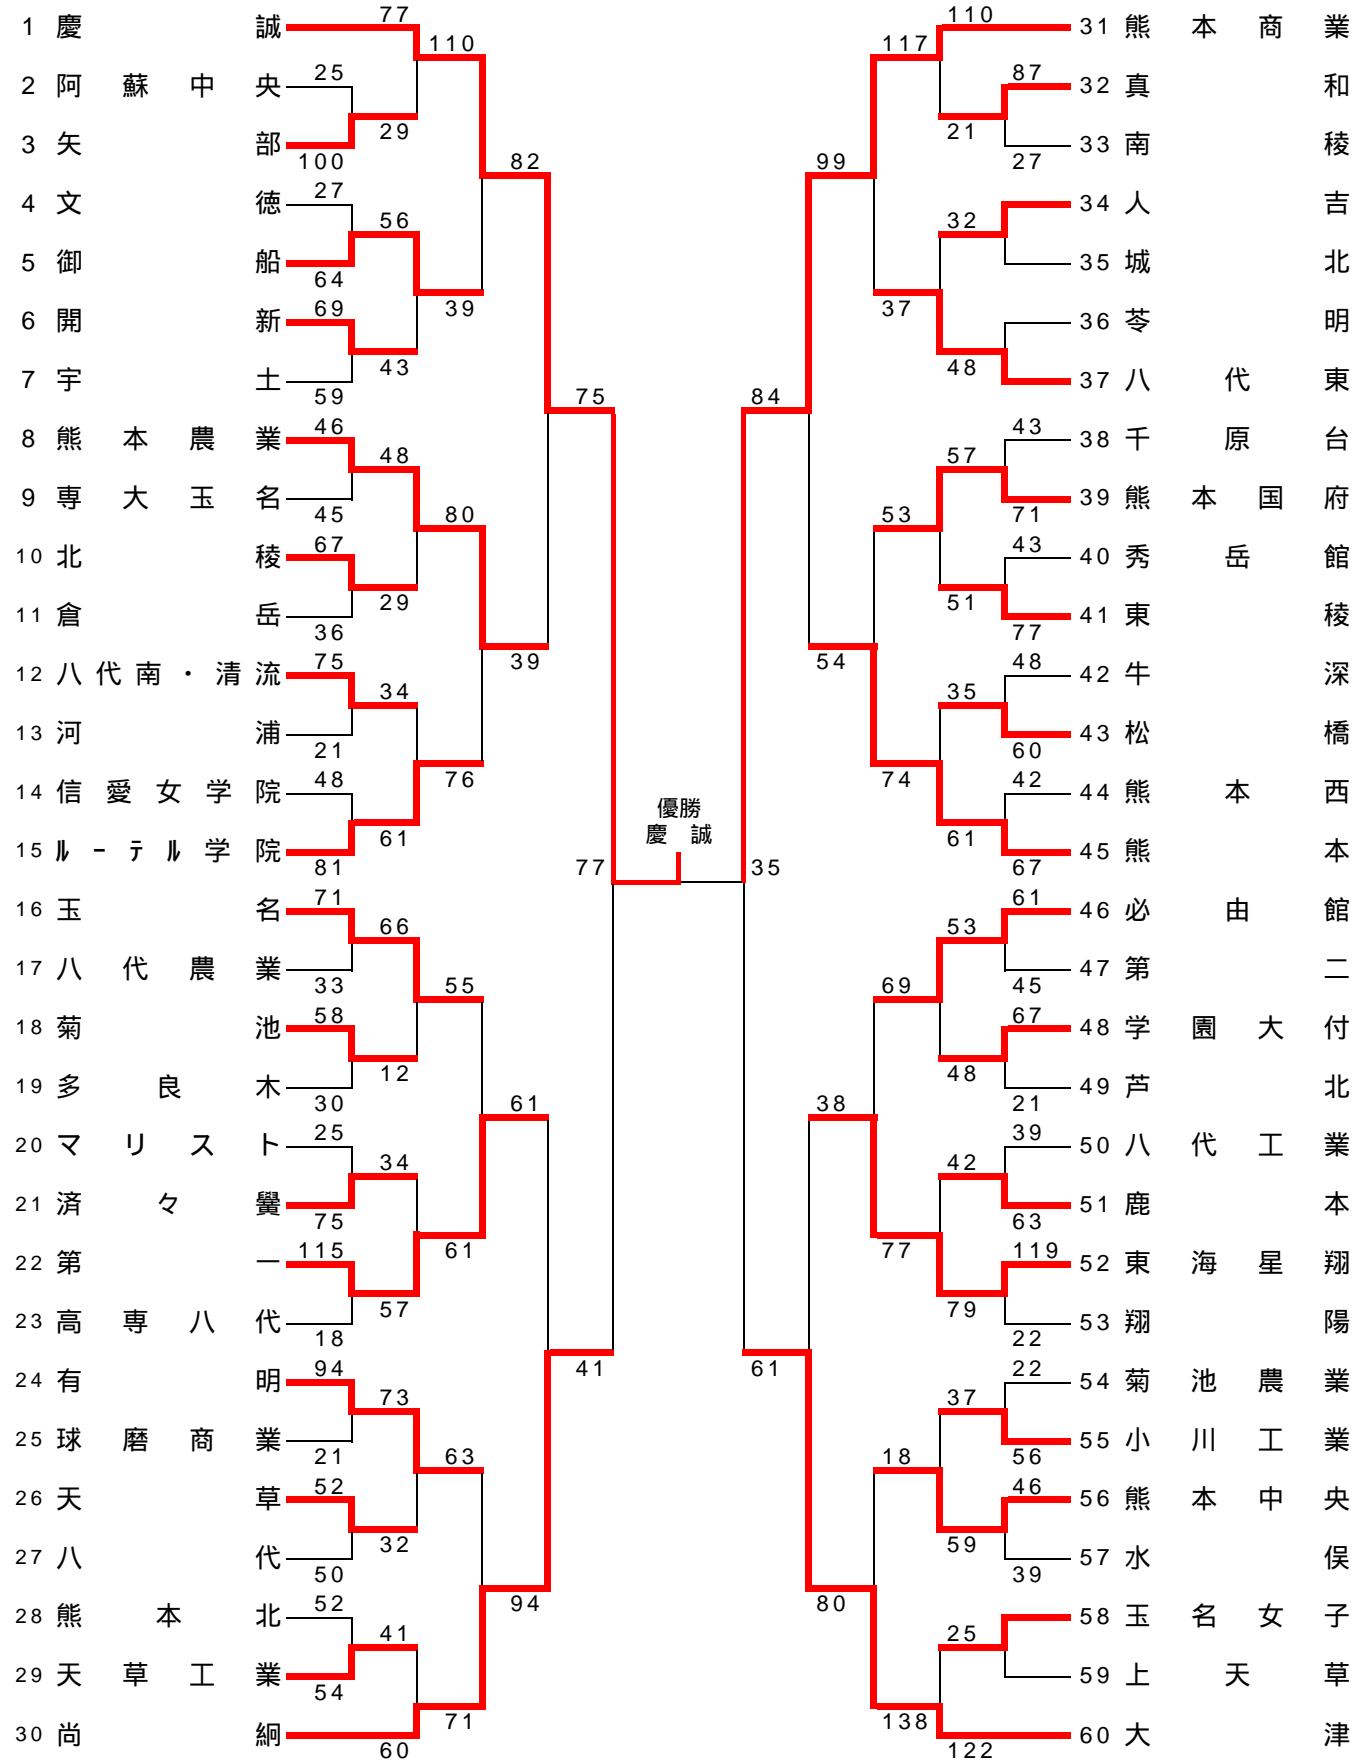 77 110
1 慶誠 31 熊本商業
110 117
25 87
2 阿蘇中央 32 真和
29 21
3 矢部 33 南稜
100 82 99 27
27
4 文徳 34 人吉
56 32
5 御船 35 城北
64
69 39 37
6 開新 36 苓明
43 48
7 宇土 37 八代東
59 75 84
46 43
8 熊本農業 38 千原台
48 57
9 専大玉名 39 熊本国府
45 80 53 71
67 43
10 北稜 40 秀岳館
29 51
11 倉岳 41 東稜
36 77
75 39 54 48
12 八代南・清流 42 牛深
34 35
13 河浦 43 松橋
21 60
48 76 74 42
14 信愛女学院 44 熊本西
優勝
慶誠
61 61
15 ルーテル学院 45 熊本
81 77 35 67
71 61
16 玉名 46 必由館
66 53
17 八代農業 47 第二
33 55 69 45
58 67
18 菊池 48 学園大付
12 48
19 多良木 49 芦北
30 61 38 21
25 39
20 マリスト 50 八代工業
34 42
21 済々黌 51 鹿本
75 63
115 61 77 119
22 第一 52 東海星翔
57 79
23 高専八代 53 翔陽
18 22
94 41 61 22
24 有明 54 菊池農業
73 37
25 球磨商業 55 小川工業
21 63 18 56
52 46
26 天草 56 熊本中央
32 59
27 八代 57 水俣
50 39
52 94 80
28 熊本北 58 玉名女子
41 25
29 天草工業 59 上天草
54
71 138
30 尚絅 60 大津
60 122